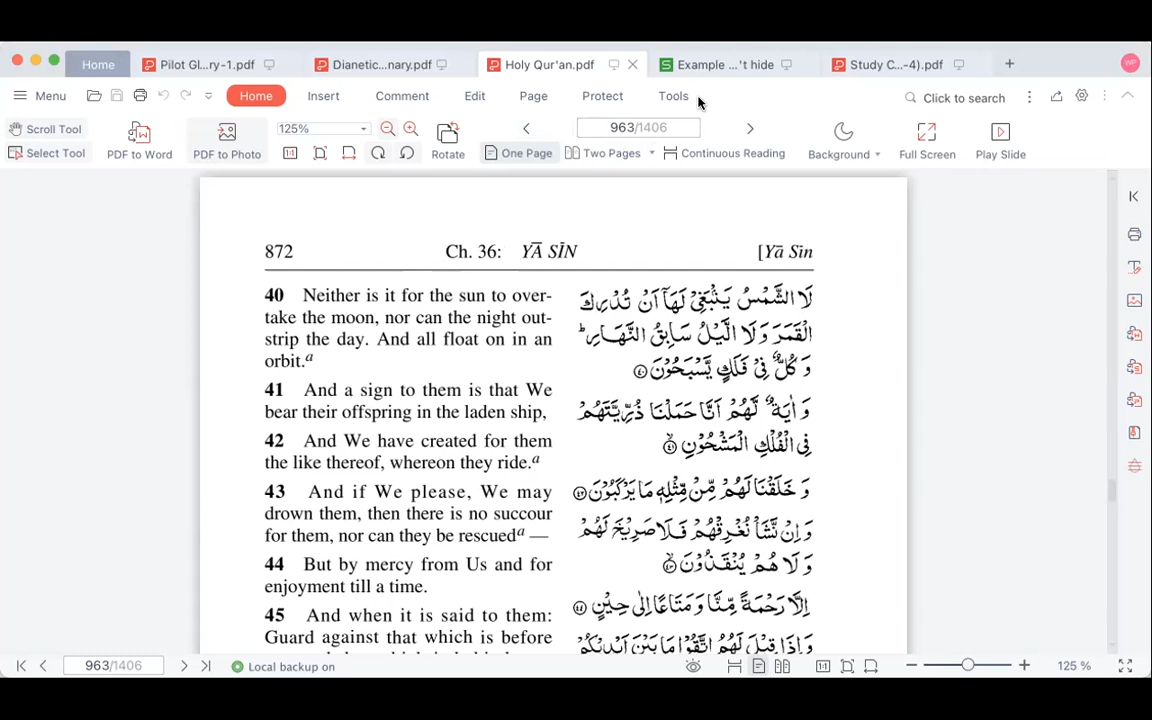 Home
Pilot Gl...ry-1.pdf
Dianetic...nary.pdf
Holy Qur'an.pdf
Example ...'t hide
Study C...-4).pdf
Menu
Home
Insert
Comment
Edit
Page
Protect
Tools
Click to search
Scroll Tool
Select Tool
PDF to Word
PDF to Photo
125%
Rotate
963/1406
One Page
Two Pages
Continuous Reading
Background
Full Screen
Play Slide
872 Ch. 36: YĀ SĪN [Yā Sīn
40 Neither is it for the sun to over-
take the moon, nor can the night out-
strip the day. And all float on in an
orbit.a
41 And a sign to them is that We
bear their offspring in the laden ship,
42 And We have created for them
the like thereof, whereon they ride.a
43 And if We please, We may
drown them, then there is no succour
for them, nor can they be rescueda —
44 But by mercy from Us and for
enjoyment till a time.
45 And when it is said to them:
Guard against that which is before
لَا الشَّمْسُ يَنْۢبَغِيْ لَهَاۤ اَنْ تُدْرِكَ
الْقَمَرَ وَ لَا الَّيْلُ سَابِقُ النَّهَارِ ؕ
وَ كُلٌّ فِيْ فَلَكٍ يَّسْبَحُوْنَ ﴿۴۰﴾
وَ اٰيَةٌ لَّهُمْ اَنَّا حَمَلْنَا ذُرِّيَّتَهُمْ
فِي الْفُلْكِ الْمَشْحُوْنِ ﴿۴۱﴾
وَ خَلَقْنَا لَهُمْ مِّنْ مِّثْلِهٖ مَا يَرْكَبُوْنَ ﴿۴۲﴾
وَ اِنْ نَّشَاْ نُغْرِقْهُمْ فَلَا صَرِيْخَ لَهُمْ
وَ لَا هُمْ يُنْقَذُوْنَ ﴿۴۳﴾
اِلَّا رَحْمَةً مِّنَّا وَ مَتَاعًا اِلٰى حِيْنٍ ﴿۴۴﴾
وَ اِذَا قِيْلَ لَهُمُ اتَّقُوْا مَا بَيْنَ اَيْدِيْكُمْ
963/1406
Local backup on
125 %